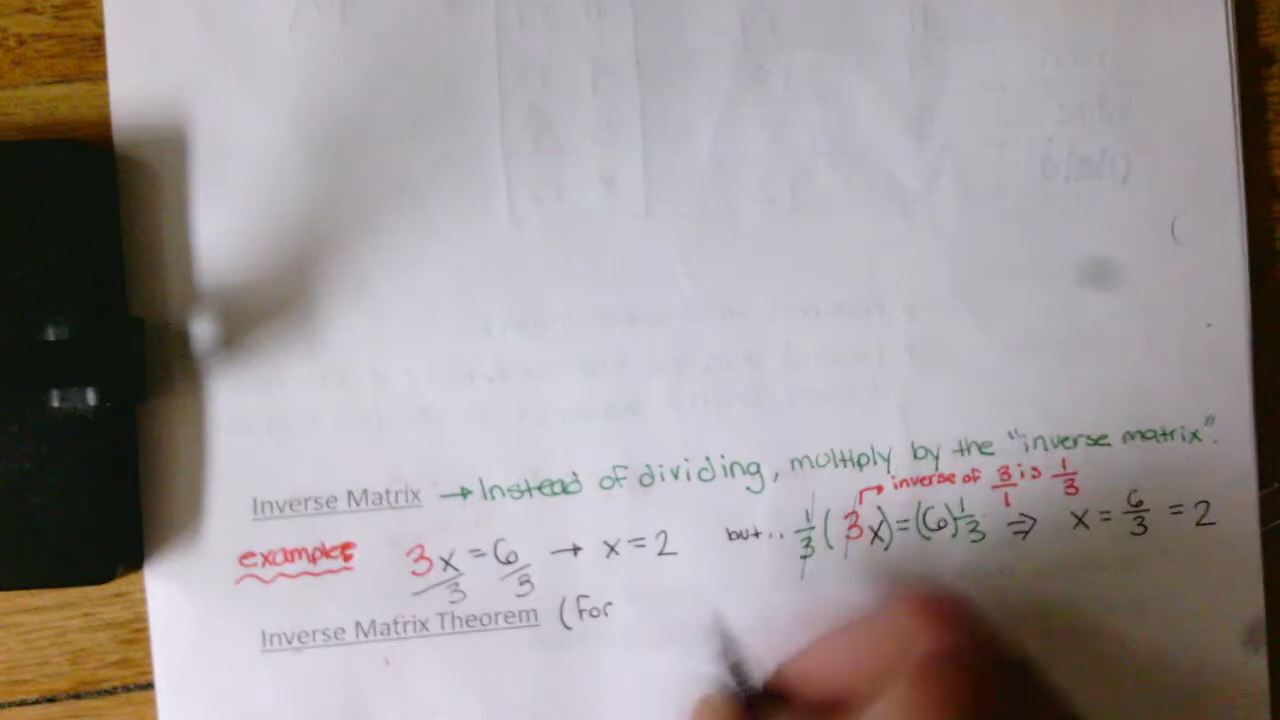 Inverse Matrix → Instead of dividing, multiply by the "inverse matrix".
inverse of 3/1 is 1/3
example: 3x/3 = 6/3 → x = 2 but.. 1/3(3x) = (6)1/3 ⇒ x = 6/3 = 2
Inverse Matrix Theorem (For